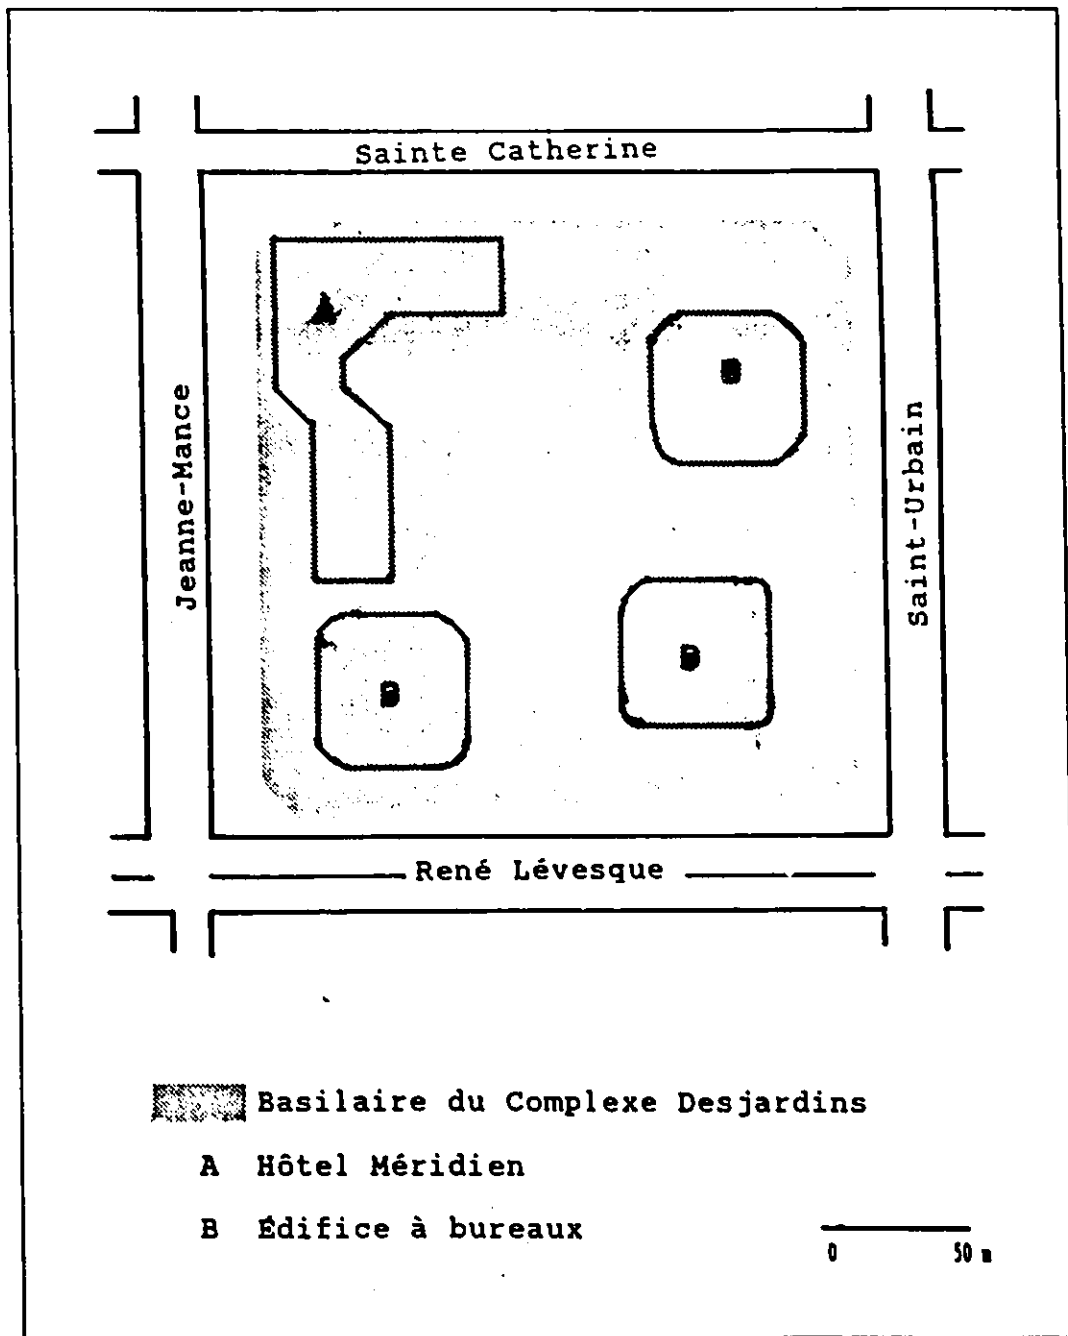 Sainte Catherine
Jeanne-Mance
Saint-Urbain
A
B
B
B
René Lévesque
Basilaire du Complexe Desjardins
A Hôtel Méridien
B Édifice à bureaux
0 50 m